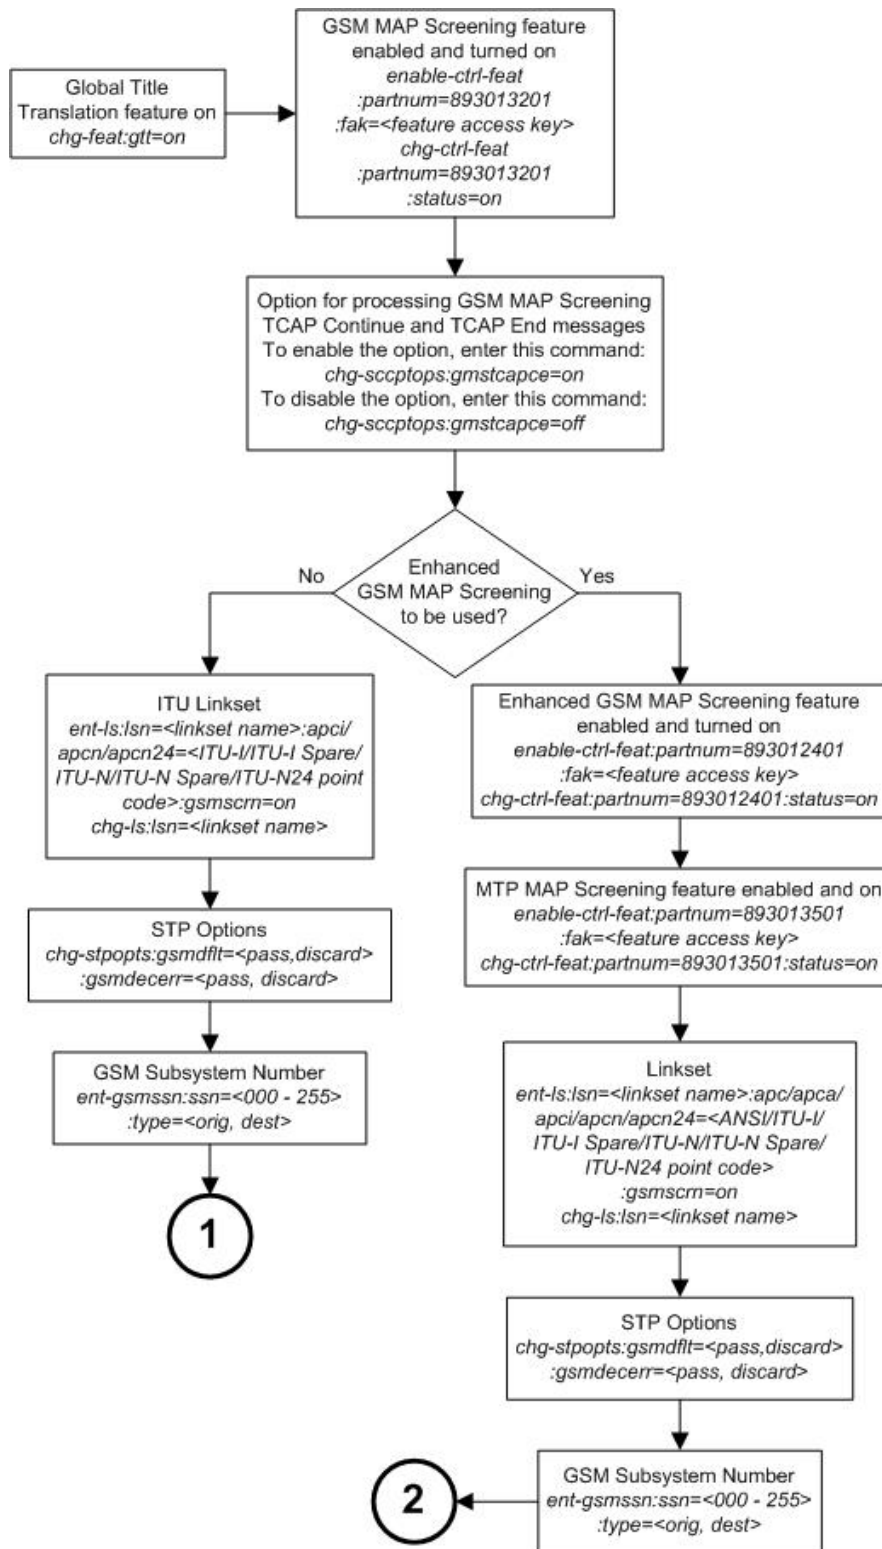 Global Title
Translation feature on
chg-feat:gtt=on
GSM MAP Screening feature
enabled and turned on
enable-ctrl-feat
:partnum=893013201
:fak=<feature access key>
chg-ctrl-feat
:partnum=893013201
:status=on
Option for processing GSM MAP Screening
TCAP Continue and TCAP End messages
To enable the option, enter this command:
chg-sccptops:gmstcapce=on
To disable the option, enter this command:
chg-sccptops:gmstcapce=off
Enhanced
GSM MAP Screening
to be used?
No
Yes
ITU Linkset
ent-ls:lsn=<linkset name>:apci/
apcn/apcn24=<ITU-I/ITU-I Spare/
ITU-N/ITU-N Spare/ITU-N24 point
code>:gsmscrn=on
chg-ls:lsn=<linkset name>
STP Options
chg-stpopts:gsmdflt=<pass,discard>
:gsmdecerr=<pass, discard>
GSM Subsystem Number
ent-gsmssn:ssn=<000 - 255>
:type=<orig, dest>
1
Enhanced GSM MAP Screening feature
enabled and turned on
enable-ctrl-feat:partnum=893012401
:fak=<feature access key>
chg-ctrl-feat:partnum=893012401:status=on
MTP MAP Screening feature enabled and on
enable-ctrl-feat:partnum=893013501
:fak=<feature access key>
chg-ctrl-feat:partnum=893013501:status=on
Linkset
ent-ls:lsn=<linkset name>:apc/apca/
apci/apcn/apcn24=<ANSI/ITU-I/
ITU-I Spare/ITU-N/ITU-N Spare/
ITU-N24 point code>
:gsmscrn=on
chg-ls:lsn=<linkset name>
STP Options
chg-stpopts:gsmdflt=<pass,discard>
:gsmdecerr=<pass, discard>
GSM Subsystem Number
ent-gsmssn:ssn=<000 - 255>
:type=<orig, dest>
2